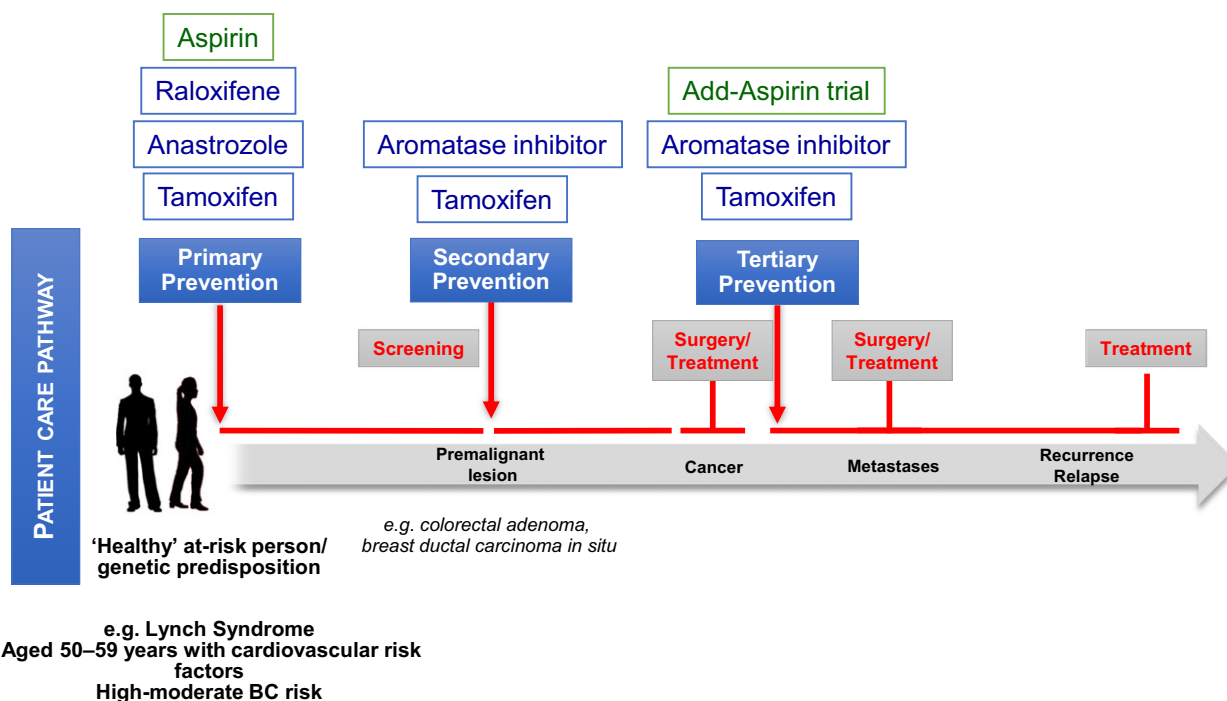 Aspirin
Raloxifene
Anastrozole
Tamoxifen
Aromatase inhibitor
Tamoxifen
Add-Aspirin trial
Aromatase inhibitor
Tamoxifen
PATIENT CARE PATHWAY
Primary
Prevention
Secondary
Prevention
Tertiary
Prevention
Screening
Surgery/
Treatment
Surgery/
Treatment
Treatment
Premalignant
lesion
Cancer
Metastases
Recurrence
Relapse
e.g. colorectal adenoma,
breast ductal carcinoma in situ
‘Healthy’ at-risk person/
genetic predisposition
e.g. Lynch Syndrome
Aged 50–59 years with cardiovascular risk
factors
High-moderate BC risk